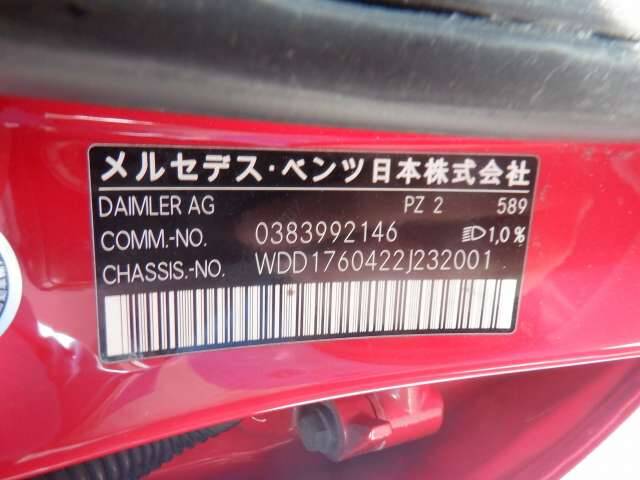 メルセデス・ベンツ日本株式会社
DAIMLER AG PZ 2 589
COMM.-NO. 0383992146 1,0%
CHASSIS.-NO. WDD1760422J232001